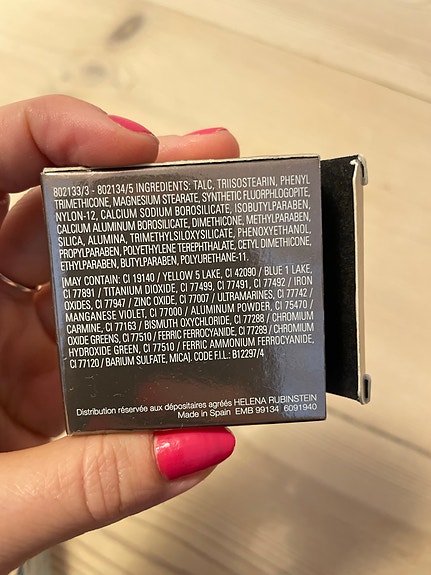 802133/3 - 802134/5 INGREDIENTS: TALC, TRIISOSTEARIN, PHENYL
TRIMETHICONE, MAGNESIUM STEARATE, SYNTHETIC FLUORPHLOGOPITE,
NYLON-12, CALCIUM SODIUM BOROSILICATE, ISOBUTYLPARABEN,
CALCIUM ALUMINUM BOROSILICATE, DIMETHICONE, METHYLPARABEN,
SILICA, ALUMINA, TRIMETHYLSILOXYSILICATE, PHENOXYETHANOL,
PROPYLPARABEN, POLYETHYLENE TEREPHTHALATE, CETYL DIMETHICONE,
ETHYLPARABEN, BUTYLPARABEN, POLYURETHANE-11.
[MAY CONTAIN: CI 19140 / YELLOW 5 LAKE, CI 42090 / BLUE 1 LAKE,
CI 77891 / TITANIUM DIOXIDE, CI 77499, CI 77491, CI 77492 / IRON
OXIDES, CI 77947 / ZINC OXIDE, CI 77007 / ULTRAMARINES, CI 77742 /
MANGANESE VIOLET, CI 77000 / ALUMINUM POWDER, CI 75470 /
CARMINE, CI 77163 / BISMUTH OXYCHLORIDE, CI 77288 / CHROMIUM
OXIDE GREENS, CI 77510 / FERRIC FERROCYANIDE, CI 77289 / CHROMIUM
HYDROXIDE GREEN, CI 77510 / FERRIC AMMONIUM FERROCYANIDE,
CI 77120 / BARIUM SULFATE, MICA]. CODE F.I.L.: B12297/4
Distribution réservée aux dépositaires agréés HELENA RUBINSTEIN
Made in Spain EMB 99134 6091940